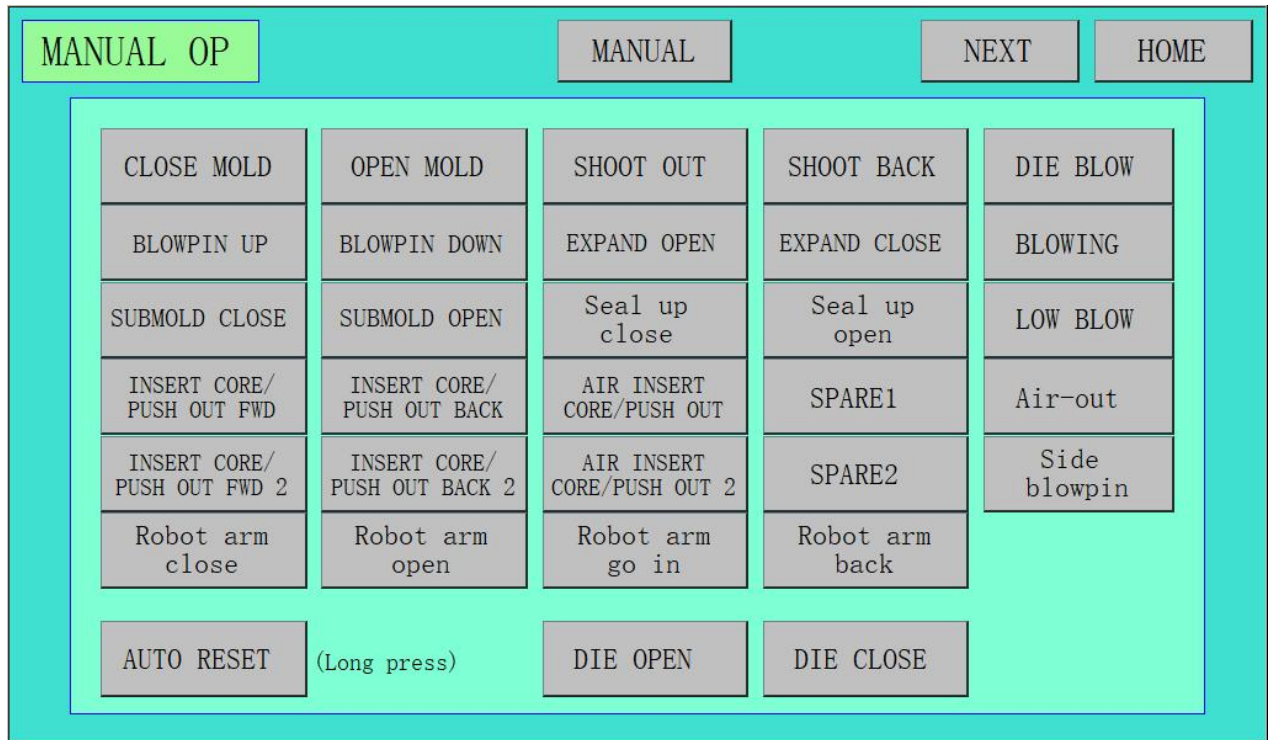 MANUAL OP
MANUAL
NEXT
HOME
CLOSE MOLD
OPEN MOLD
SHOOT OUT
SHOOT BACK
DIE BLOW
BLOWPIN UP
BLOWPIN DOWN
EXPAND OPEN
EXPAND CLOSE
BLOWING
SUBMOLD CLOSE
SUBMOLD OPEN
Seal up
close
Seal up
open
LOW BLOW
INSERT CORE/
PUSH OUT FWD
INSERT CORE/
PUSH OUT BACK
AIR INSERT
CORE/PUSH OUT
SPARE1
Air-out
INSERT CORE/
PUSH OUT FWD 2
INSERT CORE/
PUSH OUT BACK 2
AIR INSERT
CORE/PUSH OUT 2
SPARE2
Side
blowpin
Robot arm
close
Robot arm
open
Robot arm
go in
Robot arm
back
AUTO RESET
(Long press)
DIE OPEN
DIE CLOSE